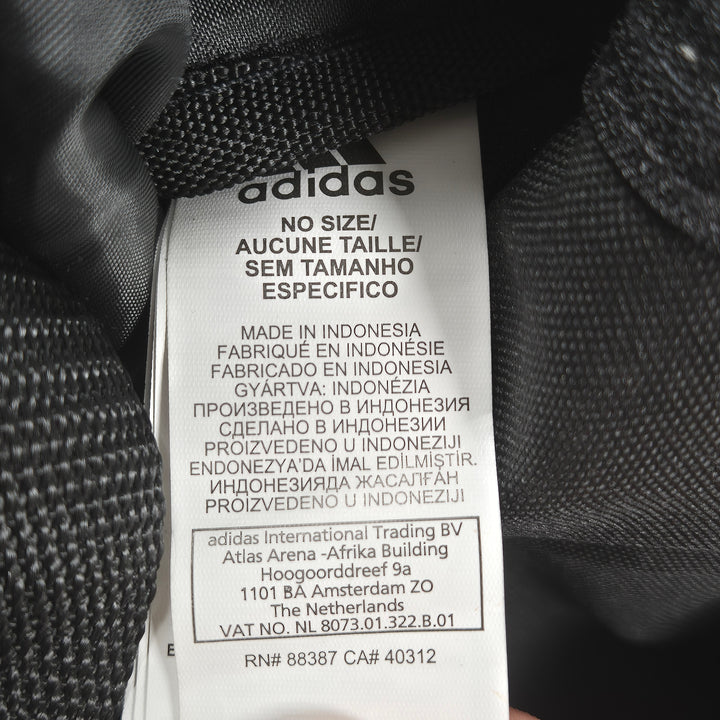 adidas
NO SIZE/
AUCUNE TAILLE/
SEM TAMANHO
ESPECIFICO
MADE IN INDONESIA
FABRIQUÉ EN INDONÉSIE
FABRICADO EN INDONESIA
GYÁRTVA: INDONÉZIA
ПРОИЗВЕДЕНО В ИНДОНЕЗИЯ
СДЕЛАНО В ИНДОНЕЗИИ
PROIZVEDENO U INDONEZIJI
ENDONEZYA'DA İMAL EDİLMİŞTİR.
ИНДОНЕЗИЯДА ЖАСАЛҒАН
PROIZVEDENO U INDONEZIJI
adidas International Trading BV
Atlas Arena -Afrika Building
Hoogoorddreef 9a
1101 BA Amsterdam ZO
The Netherlands
VAT NO. NL 8073.01.322.B.01
RN# 88387 CA# 40312